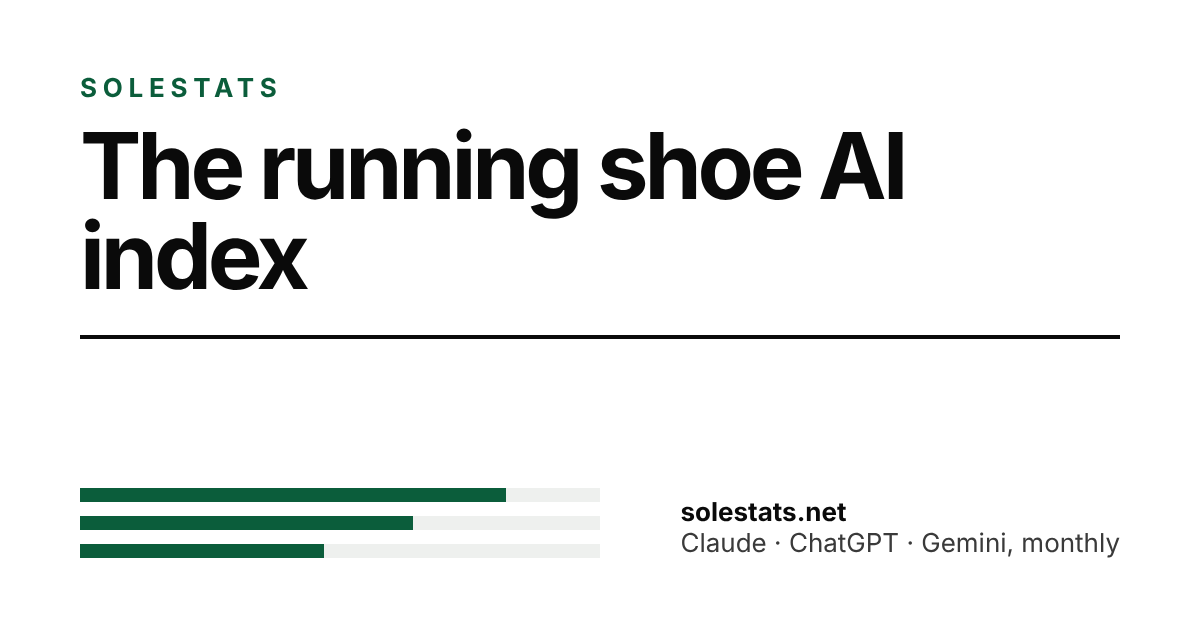 SOLESTATS
The running shoe AI
index
solestats.net
Claude · ChatGPT · Gemini, monthly